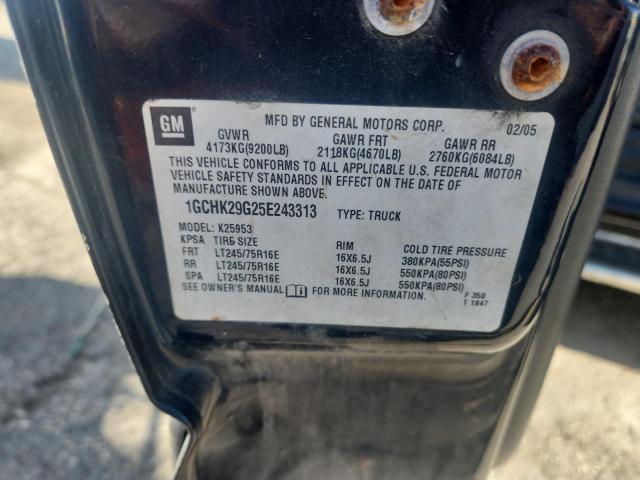 GM
MFD BY GENERAL MOTORS CORP. 02/05
GVWR GAWR FRT GAWR RR
4173KG(9200LB) 2118KG(4670LB) 2760KG(6084LB)
THIS VEHICLE CONFORMS TO ALL APPLICABLE U.S. FEDERAL MOTOR
VEHICLE SAFETY STANDARDS IN EFFECT ON THE DATE OF
MANUFACTURE SHOWN ABOVE.
1GCHK29G25E243313 TYPE: TRUCK
MODEL: K25953
KPSA TIRE SIZE RIM COLD TIRE PRESSURE
FRT LT245/75R16E 16X6.5J 380KPA(55PSI)
RR LT245/75R16E 16X6.5J 550KPA(80PSI)
SPA LT245/75R16E 16X6.5J 550KPA(80PSI)
SEE OWNER'S MANUAL FOR MORE INFORMATION. F 350
T 1847